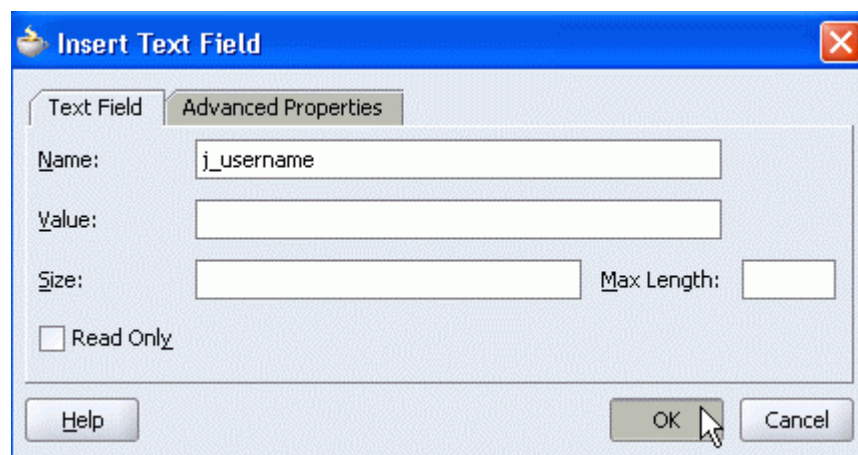 Insert Text Field
Text Field Advanced Properties
Name: j_username
Value:
Size: Max Length:
Read Only
Help OK Cancel